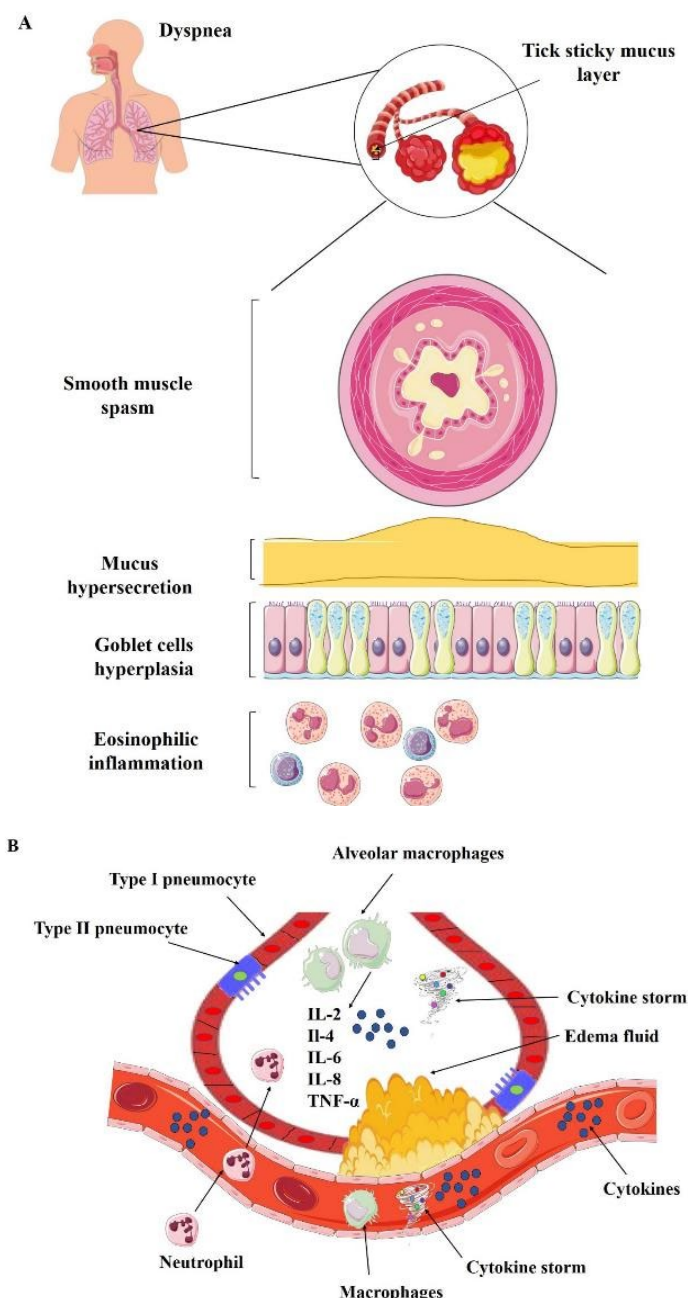 A
Dyspnea
Tick sticky mucus
layer
Smooth muscle
spasm
Mucus
hypersecretion
Goblet cells
hyperplasia
Eosinophilic
inflammation
B
Alveolar macrophages
Type I pneumocyte
Type II pneumocyte
IL-2
Il-4
IL-6
IL-8
TNF-α
Cytokine storm
Edema fluid
Cytokines
Neutrophil
Cytokine storm
Macrophages